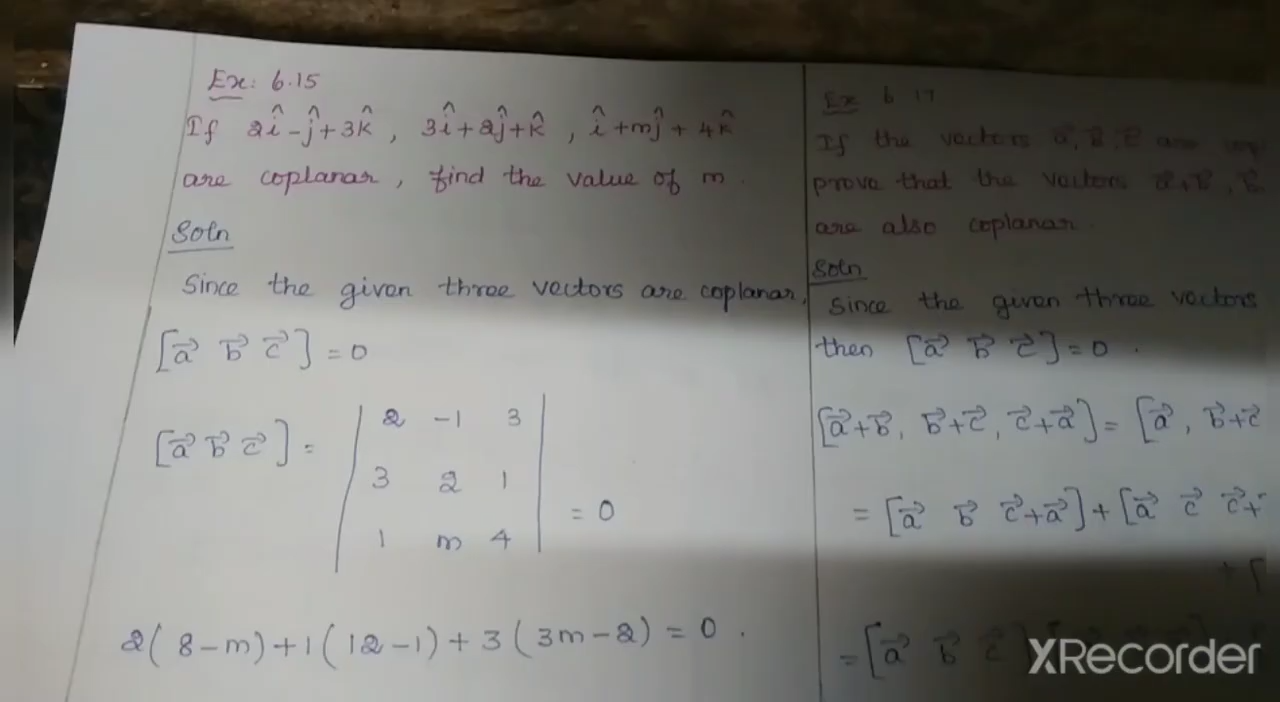 Ex: 6.15
If 2î - ĵ + 3k̂ , 3î + 2ĵ + k̂ , î + mĵ + 4k̂
are coplanar , find the value of m .
Soln
Since the given three vectors are coplanar,
[a⃗ b⃗ c⃗] = 0
[a⃗ b⃗ c⃗] = | 2 -1 3 |
| 3 2 1 | = 0
| 1 m 4 |
2(8-m)+1(12-1)+3(3m-2) = 0 .
Ex 6 17
If the vectors a⃗, b⃗, c⃗ are
prove that the vectors a⃗+b⃗,
are also coplanar .
Soln
Since the given three vectors
then [a⃗ b⃗ c⃗] = 0 .
[a⃗+b⃗, b⃗+c⃗, c⃗+a⃗] = [a⃗, b⃗+c⃗
= [a⃗ b⃗ c⃗+a⃗] + [a⃗ c⃗ c⃗+
+ [
= [a⃗ b⃗ c⃗]
XRecorder